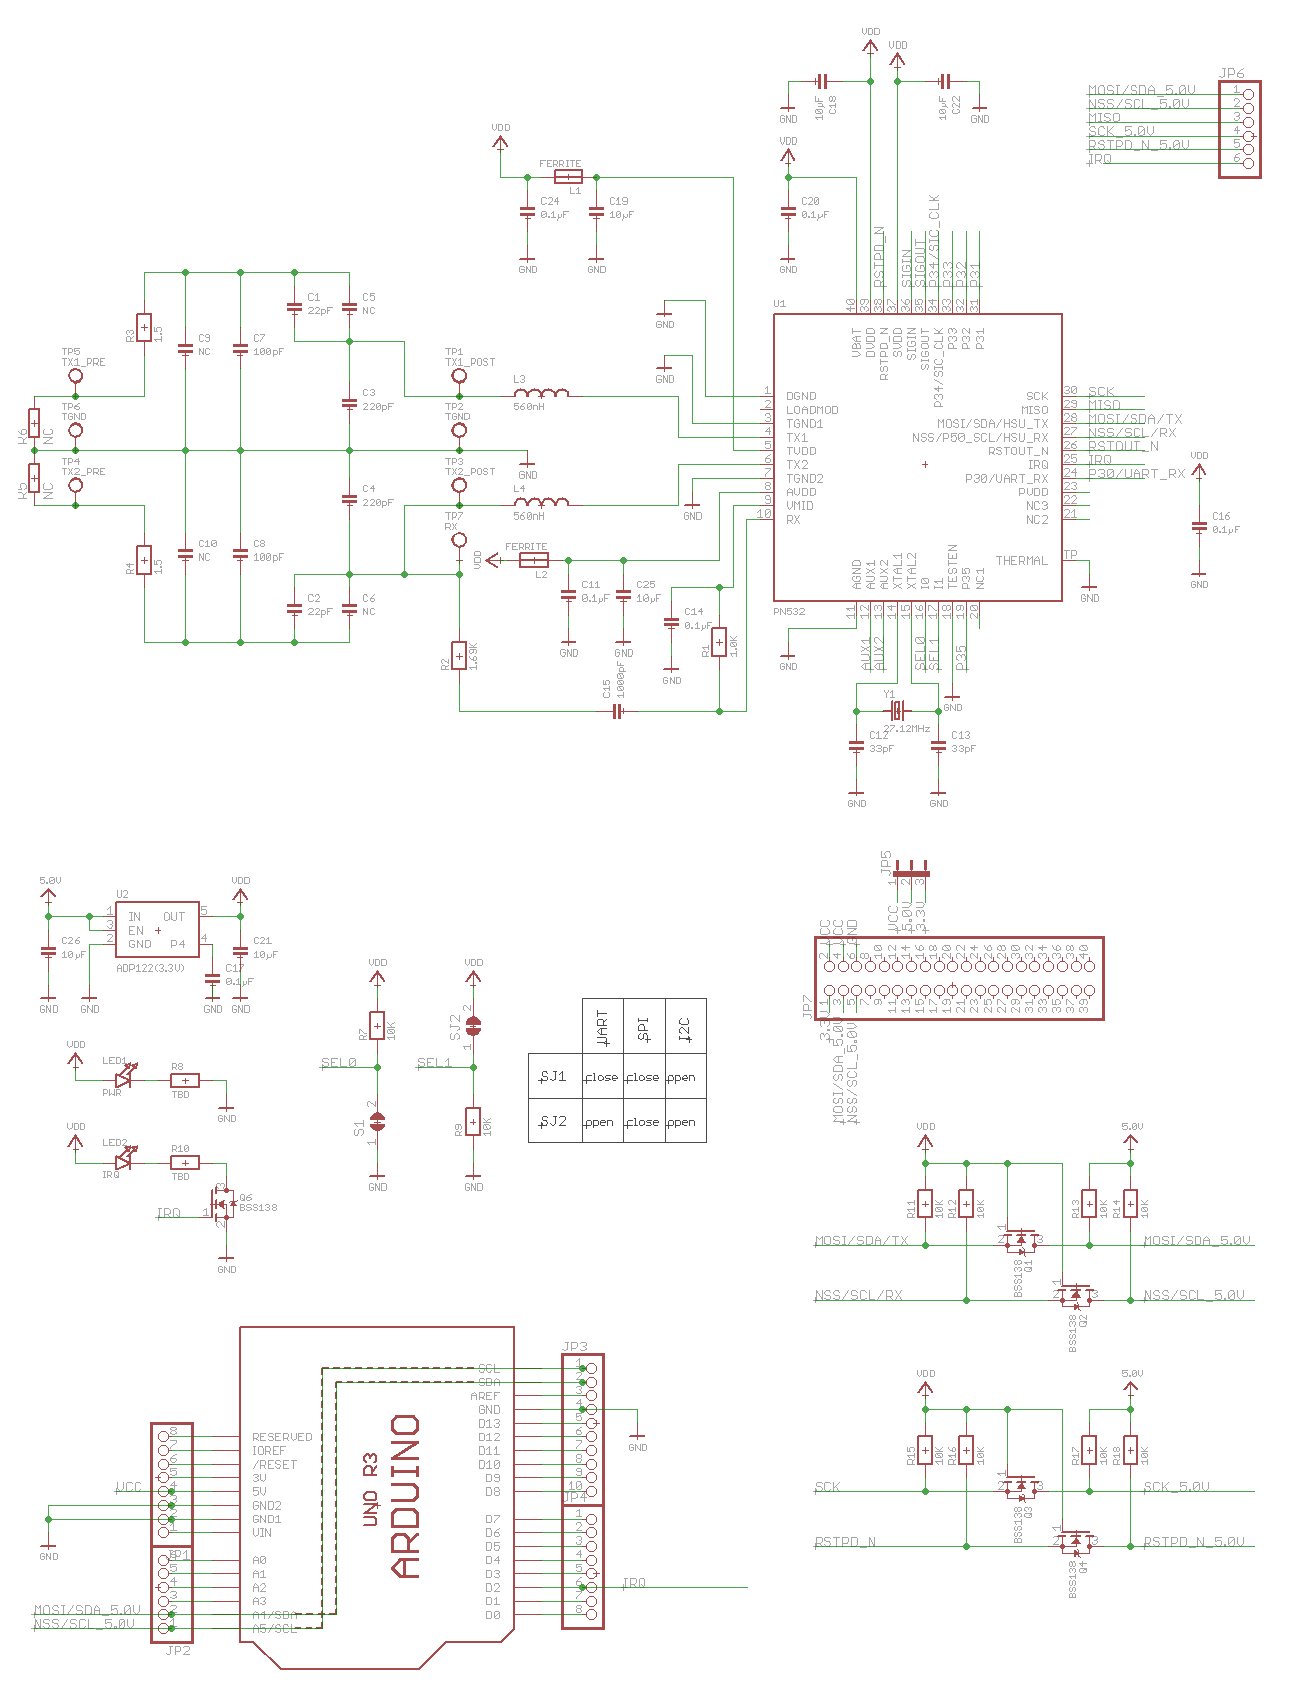 VDD
VDD
10µF
C18
10µF
C22
GND
GND
JP6
MOSI/SDA_5.0V 1
NSS/SCL_5.0V 2
MISO 3
SCK_5.0V 4
RSTPD_N_5.0V 5
IRQ 6
VDD
FERRITE
L1
C24
0.1µF
C19
10µF
GND
GND
VDD
C20
0.1µF
GND
RSTPD_N
SIGIN
SIGOUT
P34/SIC_CLK
P33
P32
P31
C1
22pF
C5
NC
R3
1.5
C9
NC
C7
100pF
TP5
TX1_PRE
TP6
TGND
TP4
TX2_PRE
R6
NC
R5
NC
C3
220pF
C4
220pF
R4
1.5
C10
NC
C8
100pF
C2
22pF
C6
NC
TP1
TX1_POST
TP2
TGND
TP3
TX2_POST
TP7
RX
L3
560nH
L4
560nH
GND
GND
GND
GND
VDD
FERRITE
L2
C11
0.1µF
C25
10µF
C14
0.1µF
R1
1.0K
GND
GND
GND
R2
1.69K
C15
1000pF
U1
PN532
40 39 38 37 36 35 34 33 32 31
VBAT
DVDD
RSTPD_N
SVDD
SIGIN
SIGOUT
P34/SIC_CLK
P33
P32
P31
1 DGND
2 LOADMOD
3 TGND1
4 TX1
5 TVDD
6 TX2
7 TGND2
8 AVDD
9 VMID
10 RX
SCK 30 SCK
MISO 29 MISO
MOSI/SDA/HSU_TX 28 MOSI/SDA/TX
NSS/P50_SCL/HSU_RX 27 NSS/SCL/RX
RSTOUT_N 26 RSTOUT_N
IRQ 25 IRQ
P30/UART_RX 24 P30/UART_RX
PVDD 23
NC3 22
NC2 21
THERMAL TP
GND
AGND
AUX1
AUX2
XTAL1
XTAL2
I0
I1
TESTEN
P35
NC1
11 12 13 14 15 16 17 18 19 20
AUX1
AUX2
SEL0
SEL1
P35
GND
GND
VDD
C16
0.1µF
GND
Y1
27.12MHz
C12
33pF
C13
33pF
GND
GND
5.0V
U2
VDD
1 IN OUT 5
3 EN
2 GND P4 4
ADP122(3.3V)
C26
10µF
C21
10µF
C17
0.1µF
GND
GND
GND
GND
VDD
LED1
PWR
R8
TBD
GND
VDD
LED2
IRQ
R10
TBD
IRQ
1
3
2
Q6
BSS138
GND
VDD
R7
10K
SEL0
S1
2
1
GND
VDD
SJ2
2
1
SEL1
R9
10K
GND
UART SPI I2C
SJ1 close close open
SJ2 open close open
JP5
1 2 3
VCC
5.0V
3.3V
VCC
VCC
GND
2 4 6 8 10 12 14 16 18 20 22 24 26 28 30 32 34 36 38 40
JP7
1 3 5 7 9 11 13 15 17 19 21 23 25 27 29 31 33 35 37 39
3.3V
MOSI/SDA_5.0V
NSS/SCL_5.0V
VDD
5.0V
R11
10K
R12
10K
R13
10K
R14
10K
MOSI/SDA/TX
1
2
3
BSS138
Q1
MOSI/SDA_5.0V
NSS/SCL/RX
1
2
3
BSS138
Q2
NSS/SCL_5.0V
VDD
5.0V
R15
10K
R16
10K
R17
10K
R18
10K
SCK
1
2
3
BSS138
Q3
SCK_5.0V
RSTPD_N
1
2
3
BSS138
Q4
RSTPD_N_5.0V
JP3
SCL 1
SDA 2
AREF 3
GND 4
D13 5
D12 6
D11 7
D10 8
D9 9
D8 10
GND
JP4
D7 1
D6 2
D5 3
D4 4
D3 5
D2 6 IRQ
D1 7
D0 8
UNO R3
ARDUINO
8 RESERVED
7 IOREF
6 /RESET
5 3V
VCC 4 5V
3 GND2
2 GND1
1 VIN
GND
JP1
6 A0
5 A1
4 A2
3 A3
MOSI/SDA_5.0V 2 A4/SDA
NSS/SCL_5.0V 1 A5/SCL
JP2